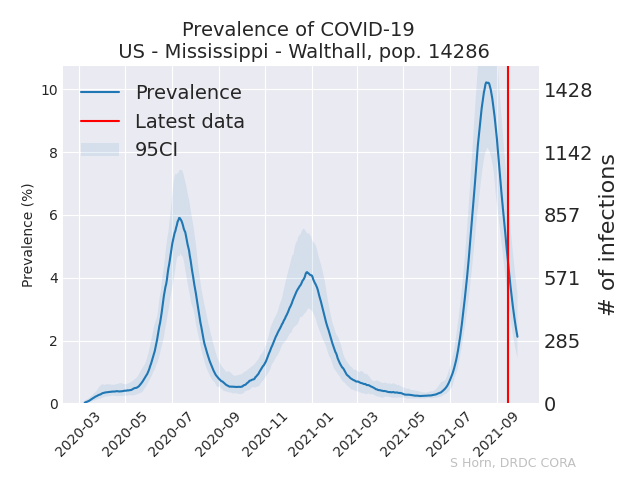 Prevalence of COVID-19
US - Mississippi - Walthall, pop. 14286
Prevalence
Latest data
95CI
Prevalence (%)
10
8
6
4
2
0
1428
1142
857
571
285
0
# of infections
2020-03
2020-05
2020-07
2020-09
2020-11
2021-01
2021-03
2021-05
2021-07
2021-09
S Horn, DRDC CORA